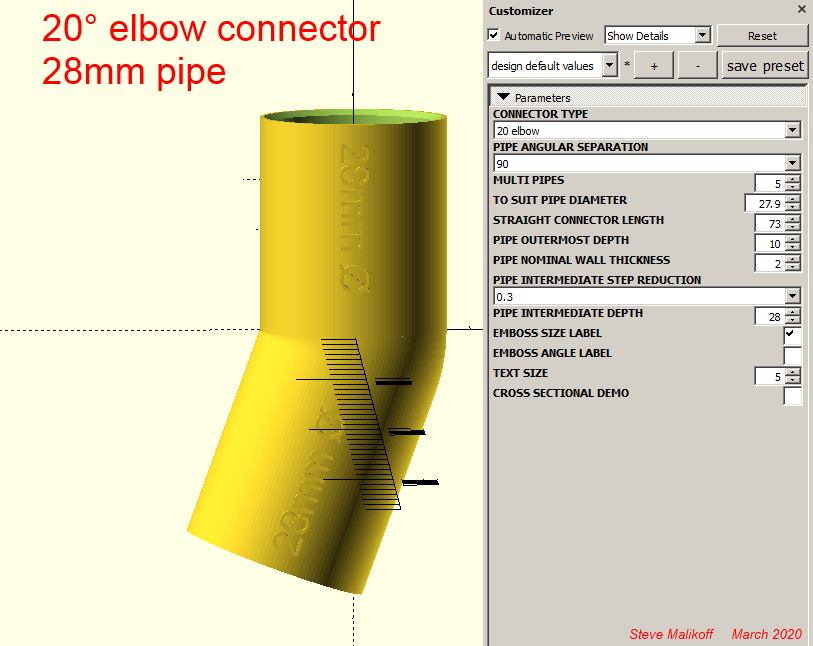 20° elbow connector
28mm pipe
28mm Ø
28mm Ø
Customizer
Automatic Preview
Show Details
Reset
design default values
*
+
-
save preset
Parameters
CONNECTOR TYPE
20 elbow
PIPE ANGULAR SEPARATION
90
MULTI PIPES
5
TO SUIT PIPE DIAMETER
27.9
STRAIGHT CONNECTOR LENGTH
73
PIPE OUTERMOST DEPTH
10
PIPE NOMINAL WALL THICKNESS
2
PIPE INTERMEDIATE STEP REDUCTION
0.3
PIPE INTERMEDIATE DEPTH
28
EMBOSS SIZE LABEL
EMBOSS ANGLE LABEL
TEXT SIZE
5
CROSS SECTIONAL DEMO
Steve Malikoff March 2020